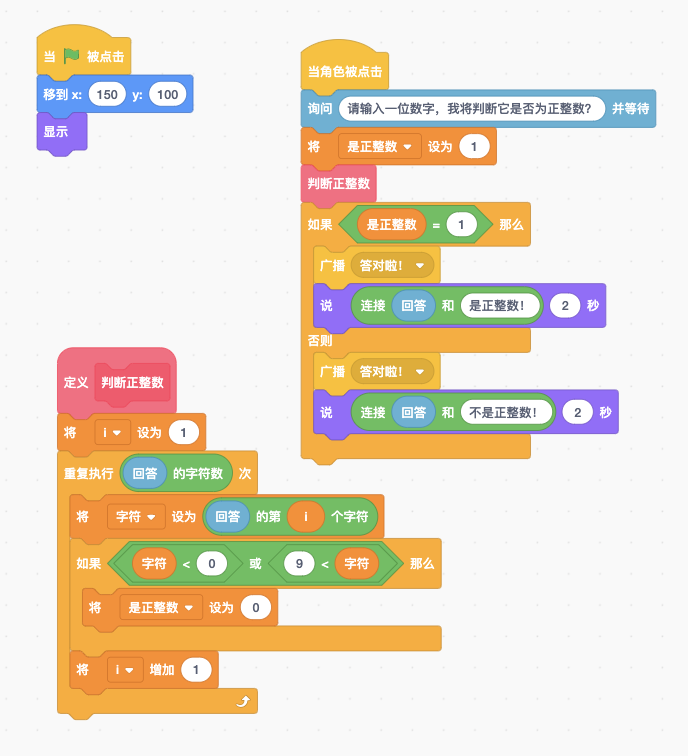 当 被点击
移到 x: 150 y: 100
显示
当角色被点击
询问 请输入一位数字，我将判断它是否为正整数？ 并等待
将 是正整数 设为 1
判断正整数
如果 是正整数 = 1 那么
广播 答对啦！
说 连接 回答 和 是正整数！ 2 秒
否则
广播 答对啦！
说 连接 回答 和 不是正整数！ 2 秒
定义 判断正整数
将 i 设为 1
重复执行 回答 的字符数 次
将 字符 设为 回答 的第 i 个字符
如果 字符 < 0 或 9 < 字符 那么
将 是正整数 设为 0
将 i 增加 1